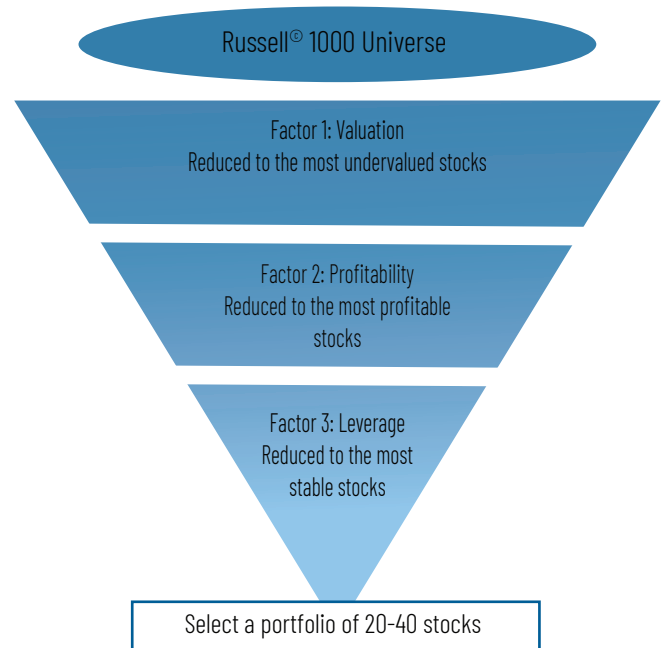 Russell© 1000 Universe
Factor 1: Valuation
Reduced to the most undervalued stocks
Factor 2: Profitability
Reduced to the most profitable
stocks
Factor 3: Leverage
Reduced to the most
stable stocks
Select a portfolio of 20-40 stocks